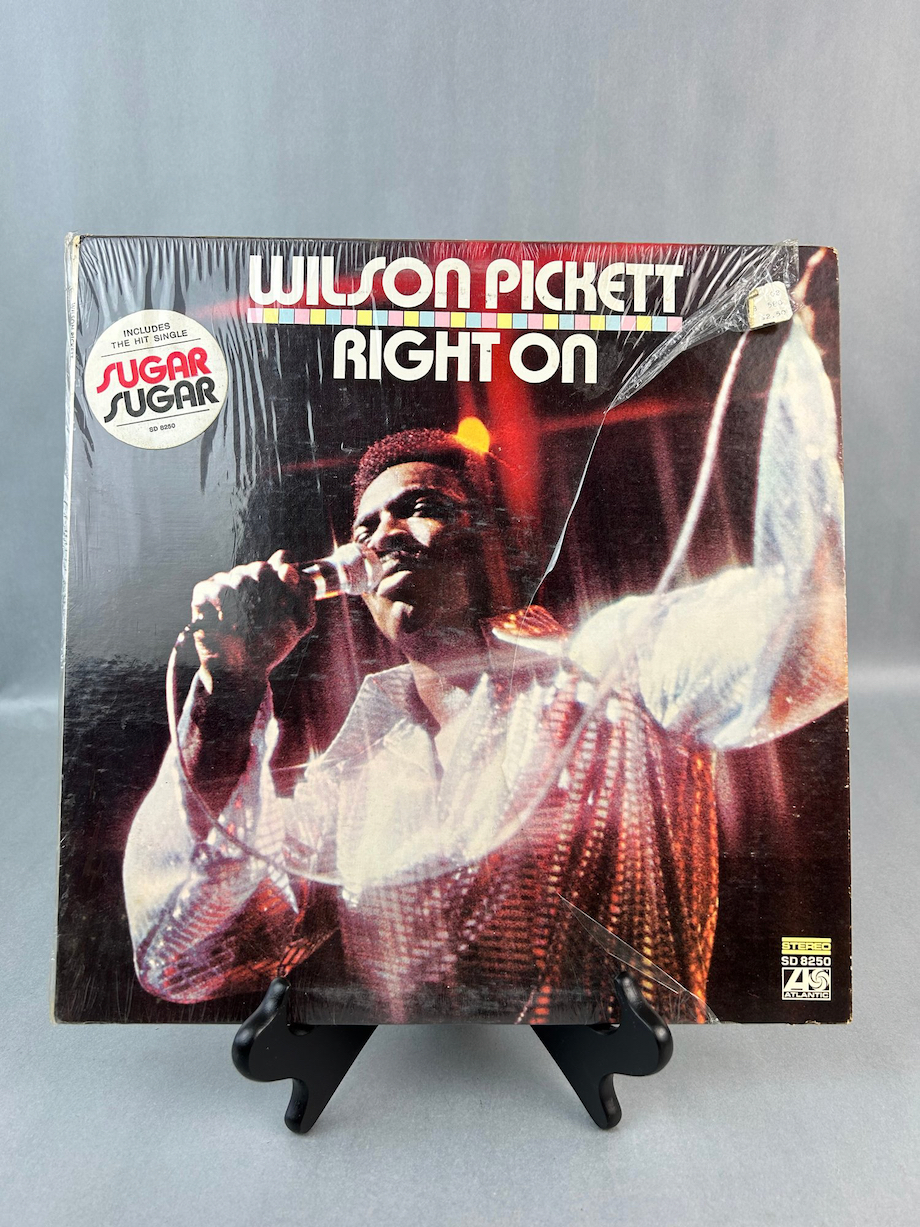 WILSON PICKETT
RIGHT ON
INCLUDES
THE HIT SINGLE
SUGAR
SUGAR
SD 8250
STEREO
SD 8250
ATLANTIC